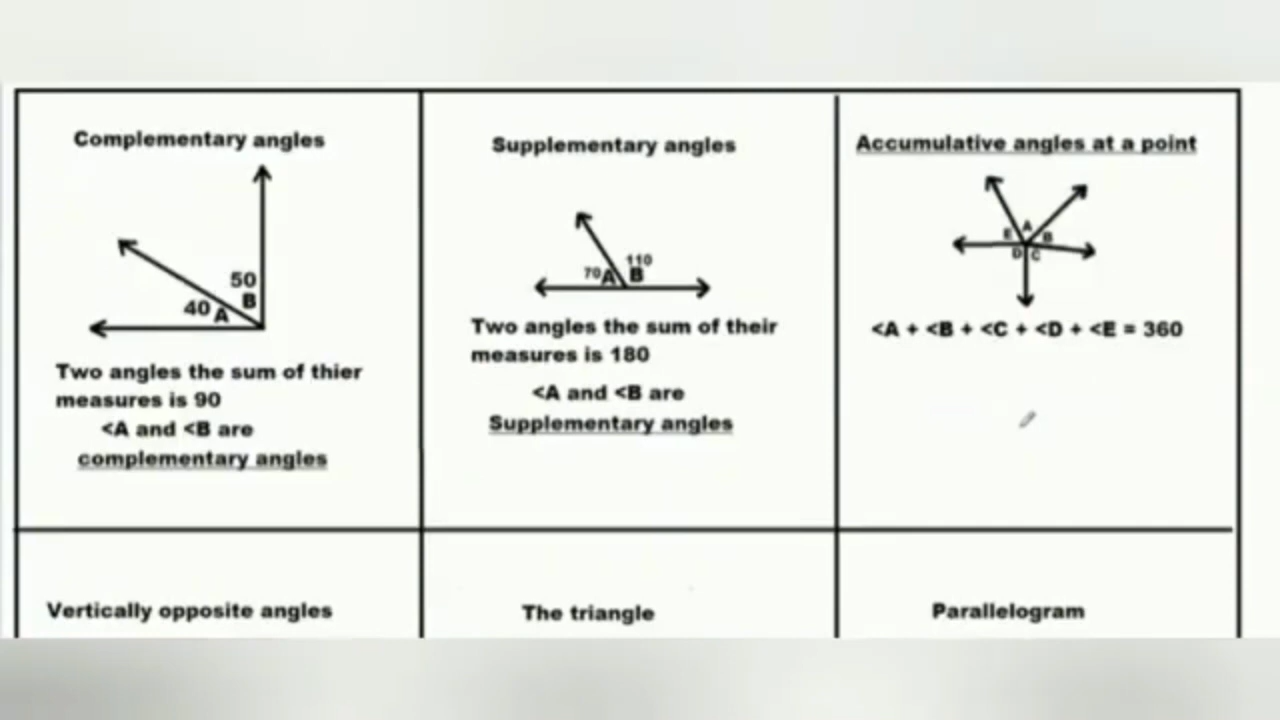 Complementary angles
50
40 A B
Two angles the sum of thier
measures is 90
<A and <B are
complementary angles
Supplementary angles
110
70 A B
Two angles the sum of their
measures is 180
<A and <B are
Supplementary angles
Accumulative angles at a point
A
E B
D C
<A + <B + <C + <D + <E = 360
Vertically opposite angles
The triangle
Parallelogram